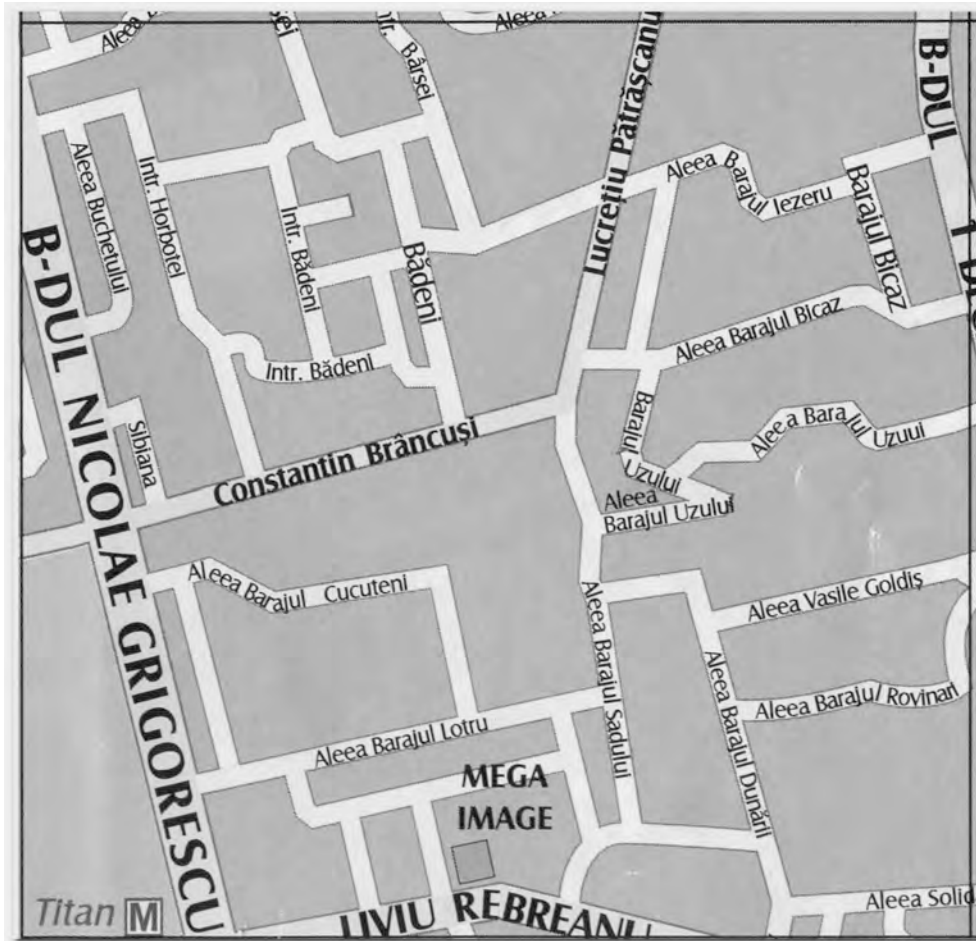 Aleea B
șei
Intr. Bârsei
Lucrețiu Pătrășcanu
B-DUL
Aleea Buchetului
Intr. Horbotei
Intr. Bădeni
Bădeni
Aleea Barajul Iezeru
Barajul Bicaz
B-DUL NICOLAE GRIGORESCU
Intr. Bădeni
Aleea Barajul Bicaz
Sibiana
Constantin Brâncuși
Barajul
Uzului
Aleea Barajul Uzuui
Aleea
Barajul Uzului
Aleea Barajul Cucuteni
Aleea Barajul Sadului
Aleea Vasile Goldiș
Aleea Barajul Dunării
Aleea Barajul Rovinari
Aleea Barajul Lotru
MEGA
IMAGE
Titan M
LIVIU REBREANU
Aleea Solid